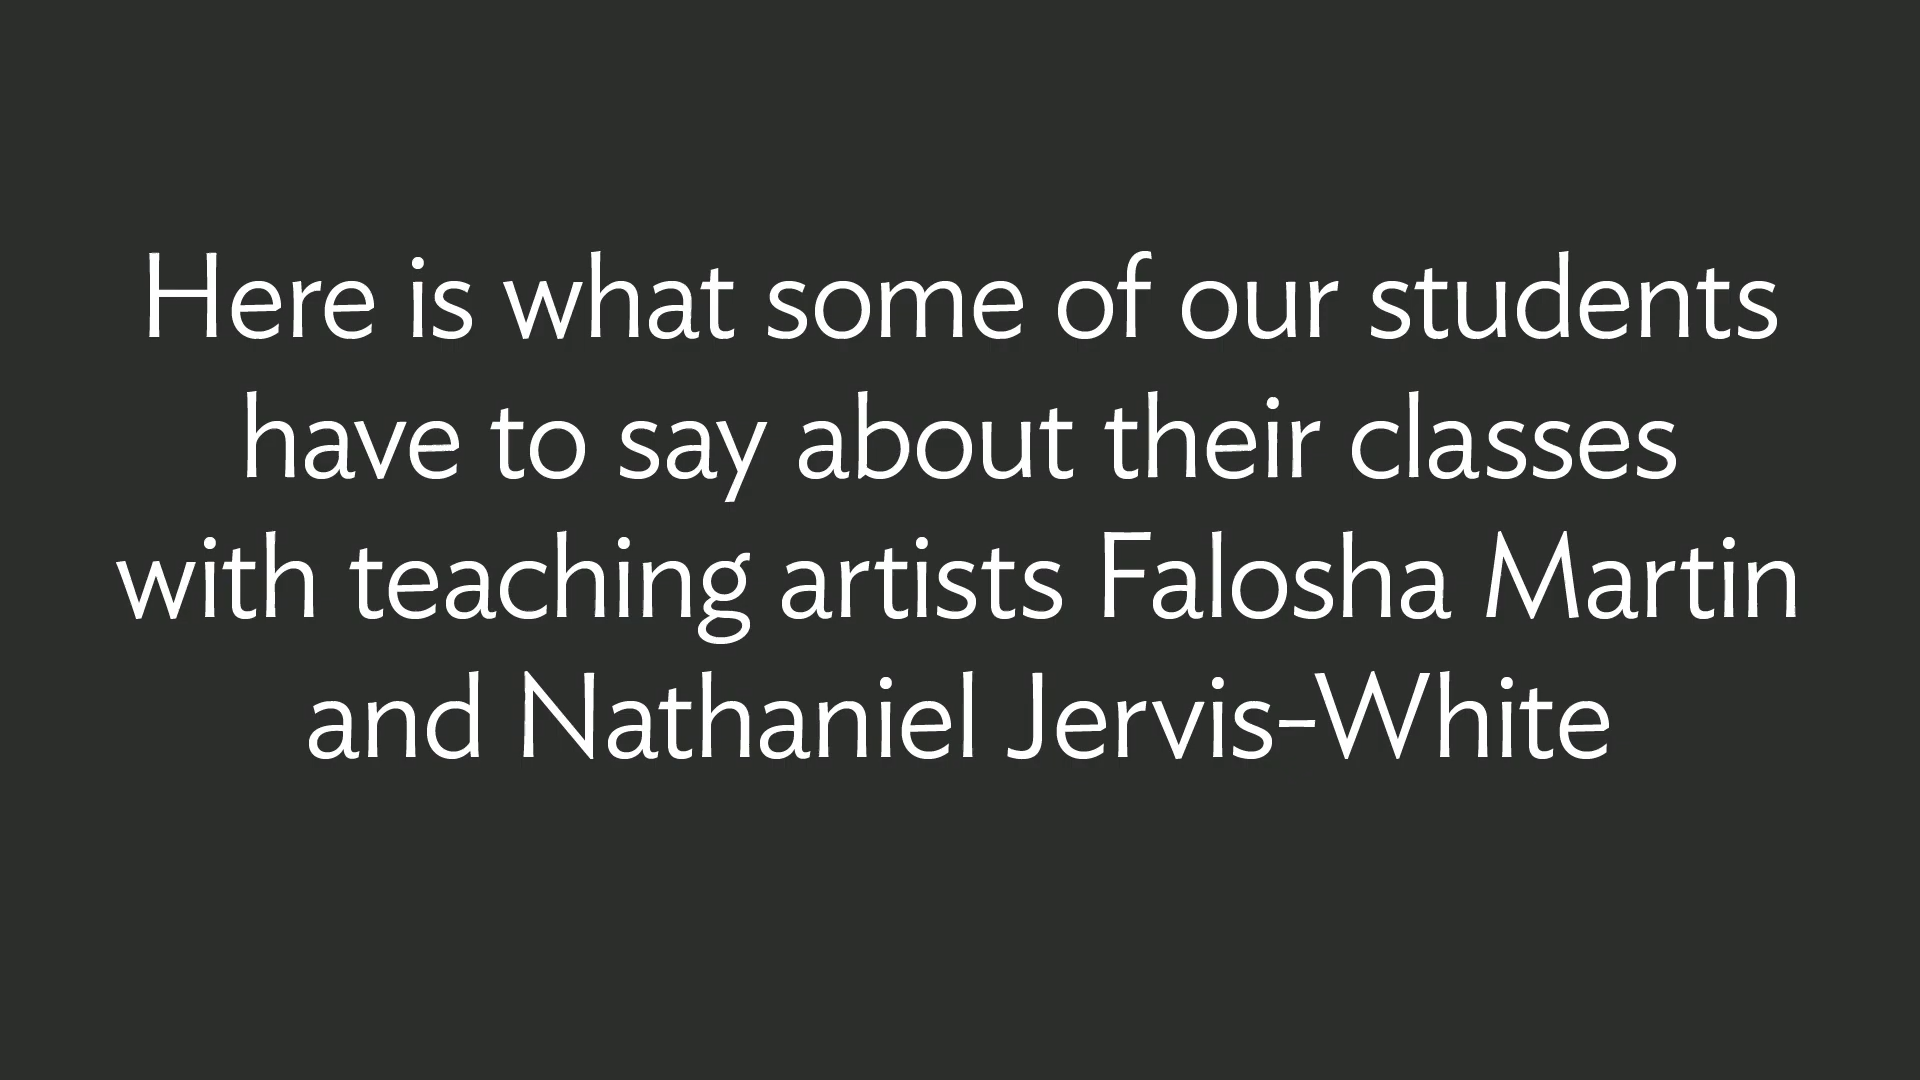 Here is what some of our students
have to say about their classes
with teaching artists Falosha Martin
and Nathaniel Jervis-White